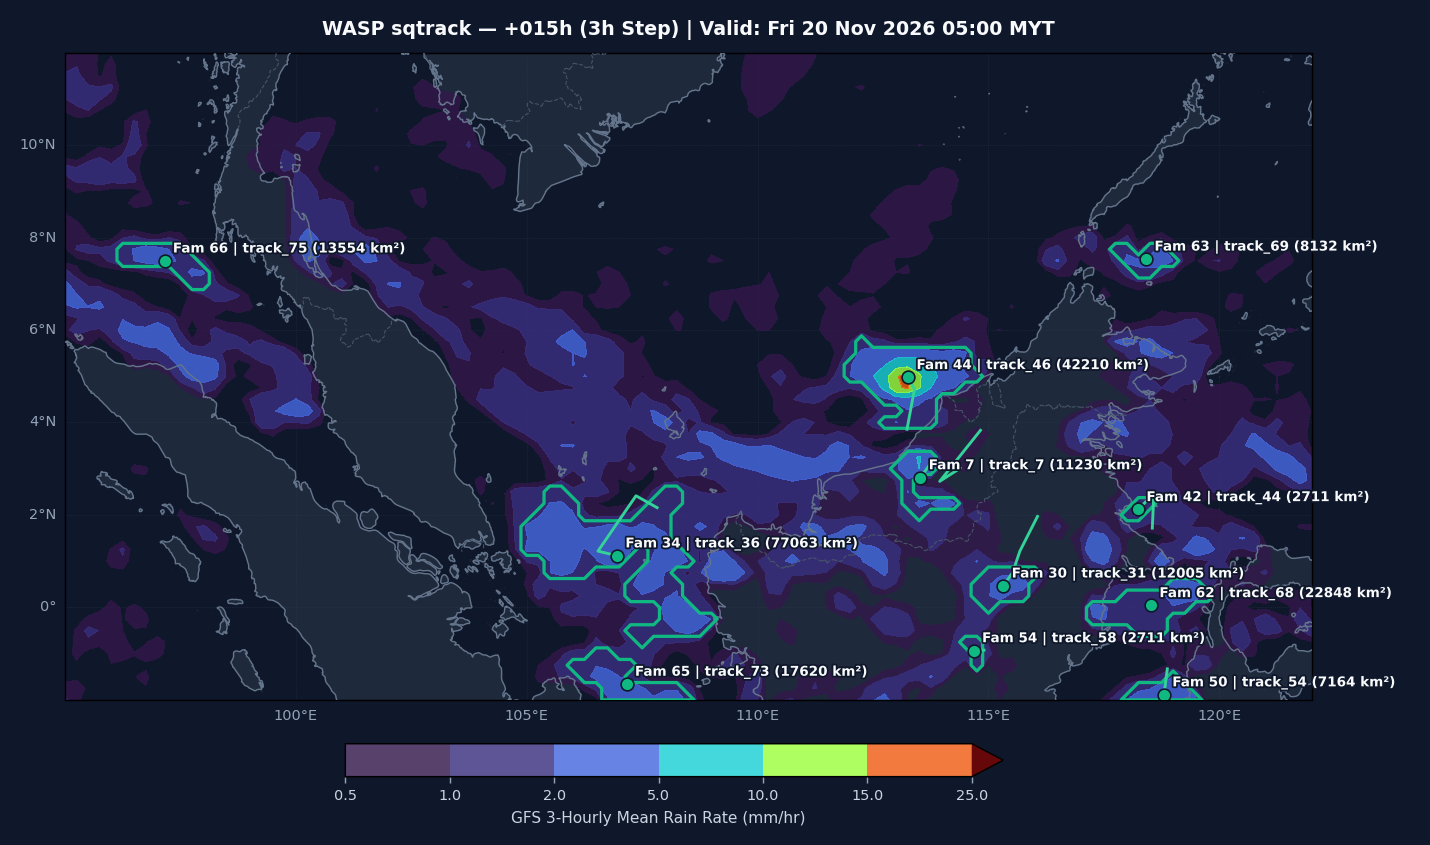 WASP sqtrack — +015h (3h Step) | Valid: Fri 20 Nov 2026 05:00 MYT
10°N
8°N
6°N
4°N
2°N
0°
Fam 66 | track_75 (13554 km²)
Fam 63 | track_69 (8132 km²)
Fam 44 | track_46 (42210 km²)
Fam 7 | track_7 (11230 km²)
Fam 42 | track_44 (2711 km²)
Fam 34 | track_36 (77063 km²)
Fam 30 | track_31 (12005 km²)
Fam 62 | track_68 (22848 km²)
Fam 54 | track_58 (2711 km²)
Fam 65 | track_73 (17620 km²)
Fam 50 | track_54 (7164 km²)
100°E 105°E 110°E 115°E 120°E
0.5 1.0 2.0 5.0 10.0 15.0 25.0
GFS 3-Hourly Mean Rain Rate (mm/hr)